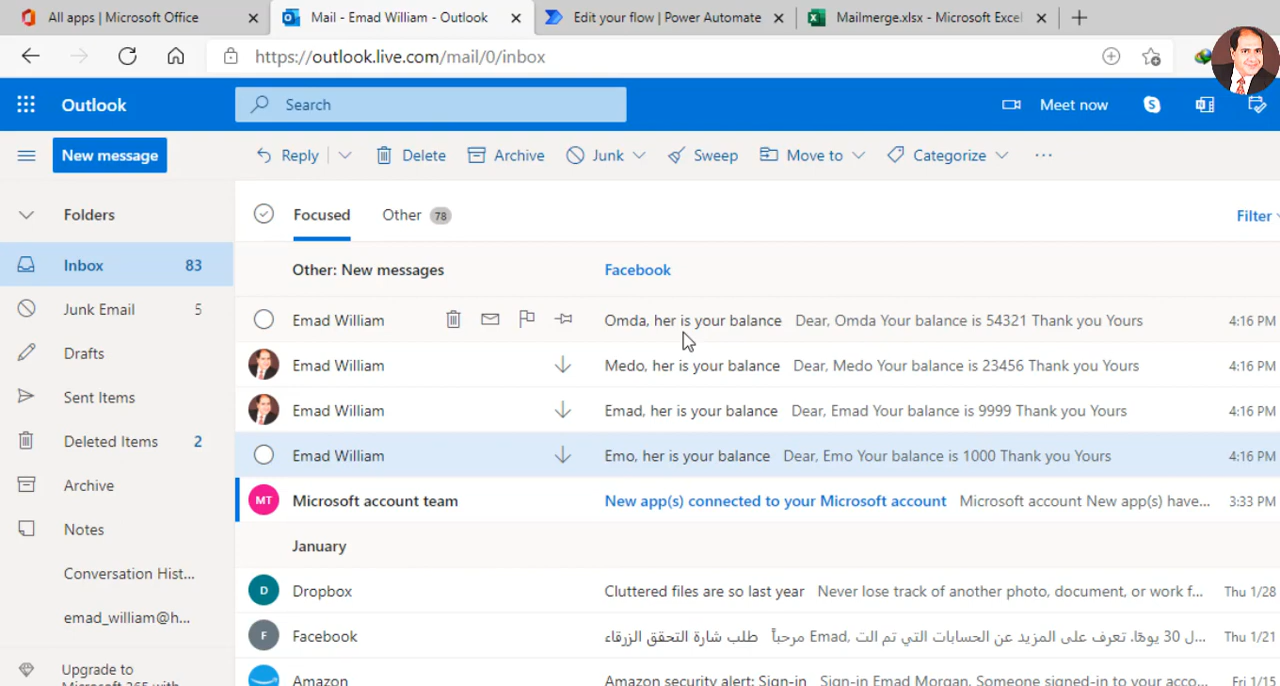 All apps | Microsoft Office
Mail - Emad William - Outlook
Edit your flow | Power Automate
Mailmerge.xlsx - Microsoft Excel
https://outlook.live.com/mail/0/inbox
Outlook
Search
Meet now
New message
Reply
Delete
Archive
Junk
Sweep
Move to
Categorize
Folders
Focused
Other 78
Filter
Inbox 83
Other: New messages Facebook
Junk Email 5
Emad William Omda, her is your balance Dear, Omda Your balance is 54321 Thank you Yours 4:16 PM
Drafts
Emad William Medo, her is your balance Dear, Medo Your balance is 23456 Thank you Yours 4:16 PM
Sent Items
Emad William Emad, her is your balance Dear, Emad Your balance is 9999 Thank you Yours 4:16 PM
Deleted Items 2
Emad William Emo, her is your balance Dear, Emo Your balance is 1000 Thank you Yours 4:16 PM
Archive
MT Microsoft account team New app(s) connected to your Microsoft account Microsoft account New app(s) have... 3:33 PM
Notes
January
Conversation Hist...
D Dropbox Cluttered files are so last year Never lose track of another photo, document, or work f... Thu 1/28
emad_william@h...
F Facebook طلب شارة التحقق الزرقاء مرحباً Emad, ل 30 يومًا. تعرف على المزيد عن الحسابات التي تم الت... Thu 1/21
Upgrade to
Microsoft 365 with
Amazon Amazon security alert: Sign-in Sign-in Emad Morgan, Someone signed-in to your acco... Fri 1/15